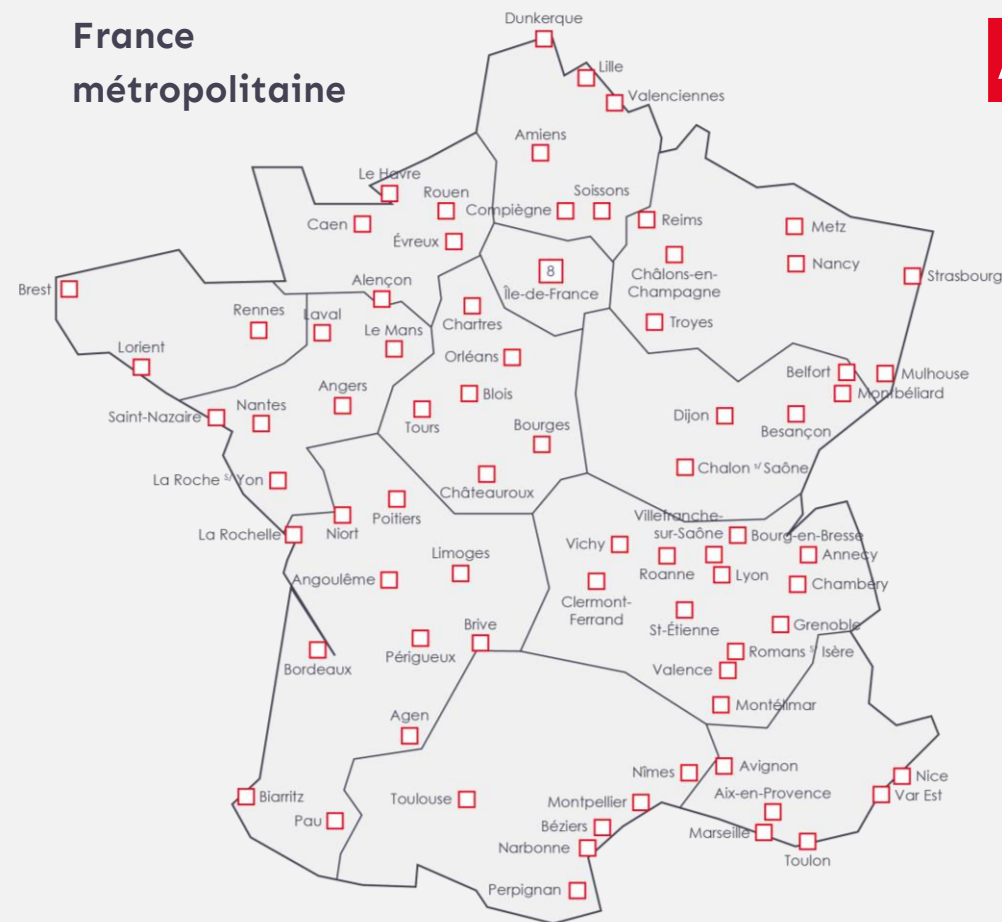 France
métropolitaine
Dunkerque
Lille
Valenciennes
Amiens
Le Havre
Rouen
Soissons
Compiègne
Caen
Reims
Metz
Évreux
Châlons-en-
Champagne
Nancy
Strasbourg
8
Île-de-France
Brest
Alençon
Rennes
Laval
Chartres
Troyes
Le Mans
Lorient
Orléans
Belfort
Mulhouse
Montbéliard
Angers
Blois
Saint-Nazaire
Nantes
Tours
Dijon
Besançon
Bourges
La Roche s/ Yon
Châteauroux
Chalon s/ Saône
Poitiers
Niort
La Rochelle
Villefranche-
sur-Saône
Bourg-en-Bresse
Vichy
Limoges
Roanne
Annecy
Lyon
Angoulême
Chambéry
Clermont-
Ferrand
St-Étienne
Grenoble
Brive
Périgueux
Bordeaux
Romans s/ Isère
Valence
Montélimar
Agen
Nîmes
Avignon
Nice
Biarritz
Toulouse
Montpellier
Aix-en-Provence
Var Est
Pau
Béziers
Marseille
Narbonne
Toulon
Perpignan